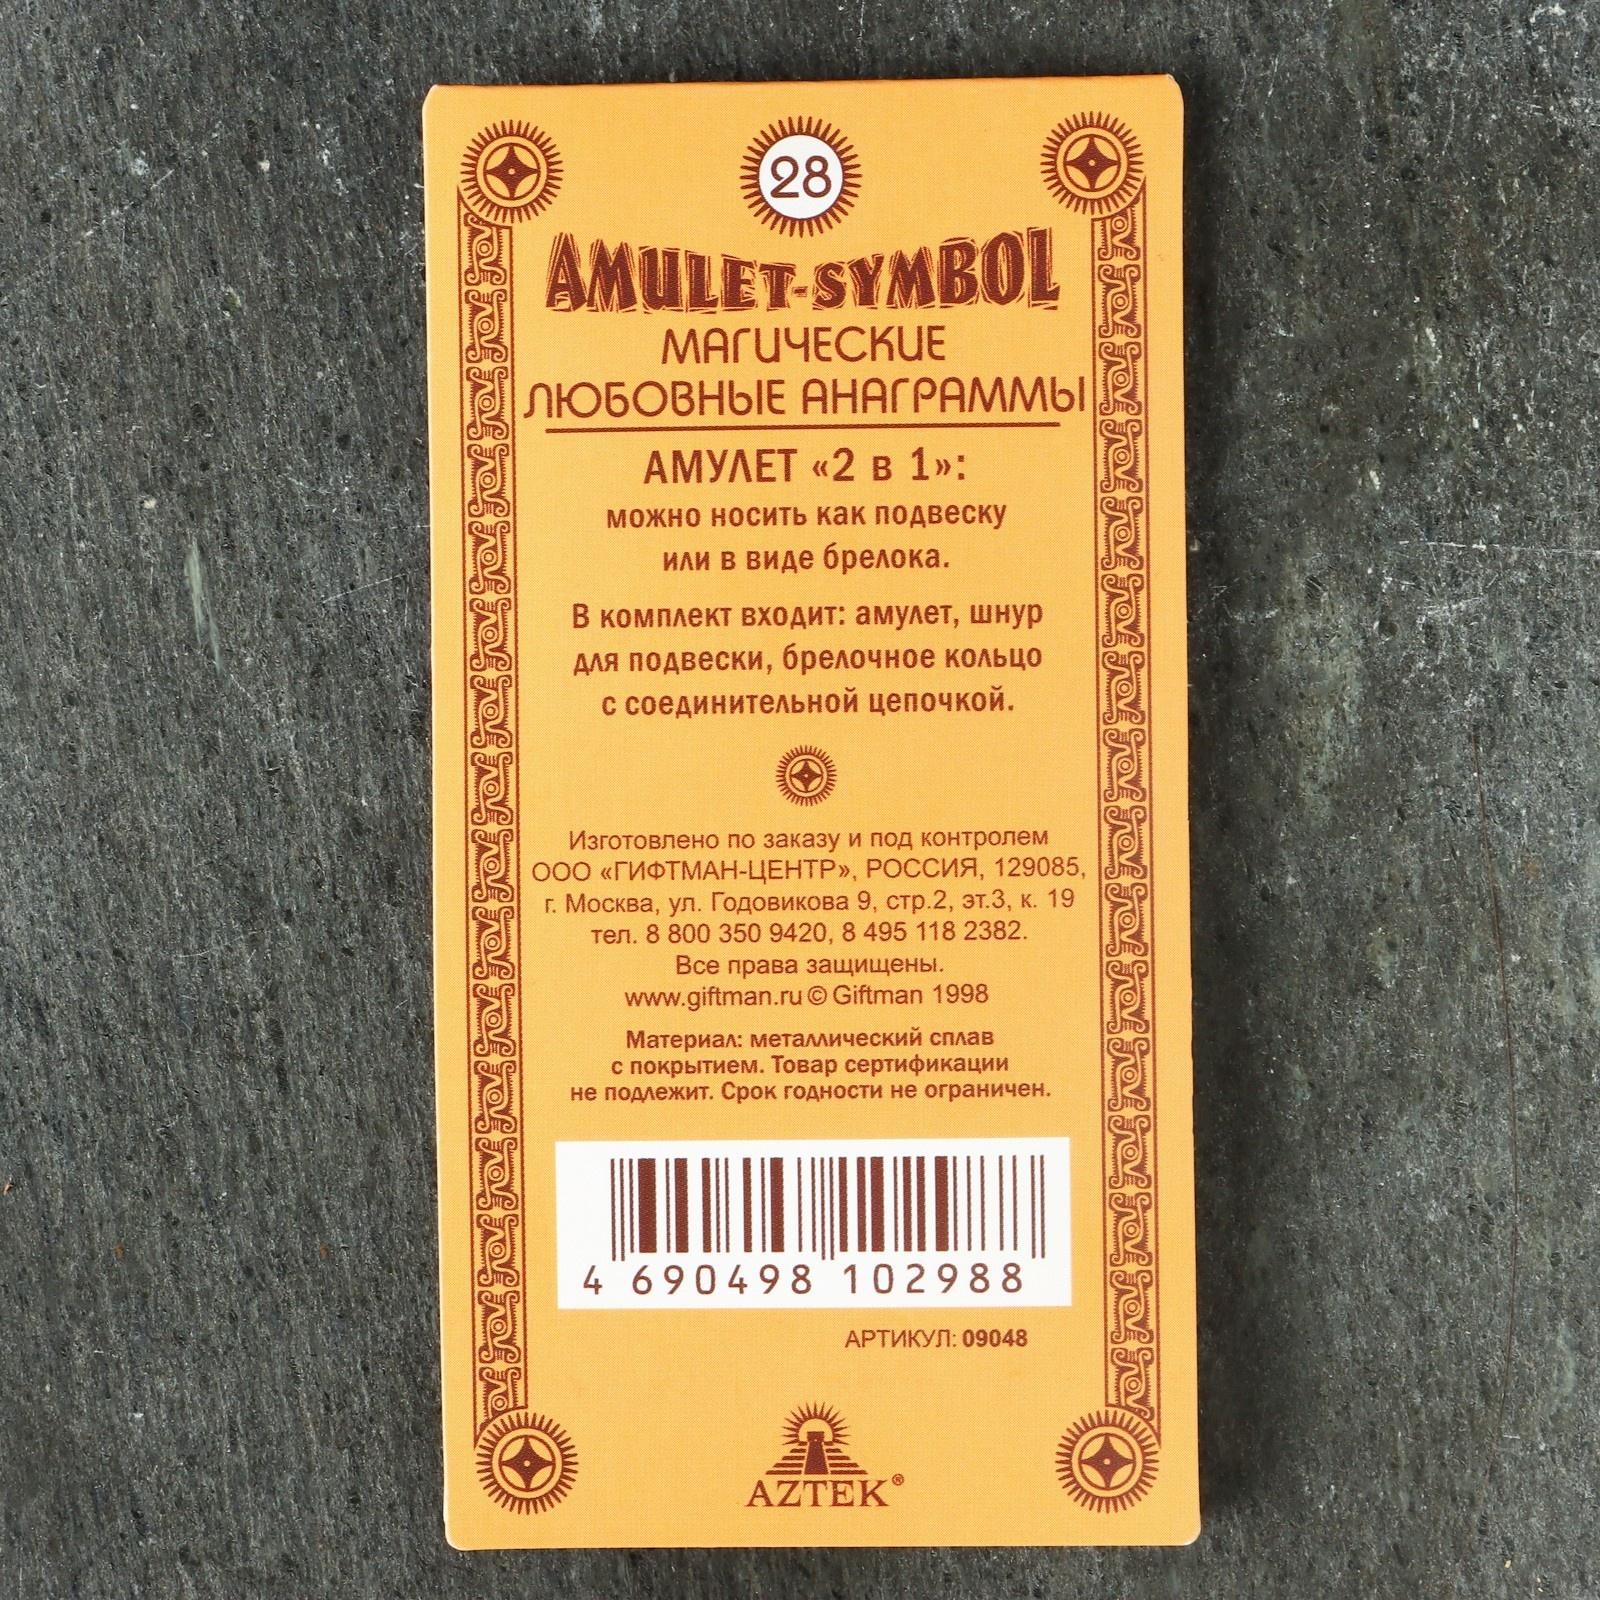 28
AMULET-SYMBOL
МАГИЧЕСКИЕ
ЛЮБОВНЫЕ АНАГРАММЫ
АМУЛЕТ «2 в 1»:
можно носить как подвеску
или в виде брелока.
В комплект входит: амулет, шнур
для подвески, брелочное кольцо
с соединительной цепочкой.
Изготовлено по заказу и под контролем
ООО «ГИФТМАН-ЦЕНТР», РОССИЯ, 129085,
г. Москва, ул. Годовикова 9, стр.2, эт.3, к. 19
тел. 8 800 350 9420, 8 495 118 2382.
Все права защищены.
www.giftman.ru © Giftman 1998
Материал: металлический сплав
с покрытием. Товар сертификации
не подлежит. Срок годности не ограничен.
4 690498 102988
АРТИКУЛ: 09048
AZTEK®